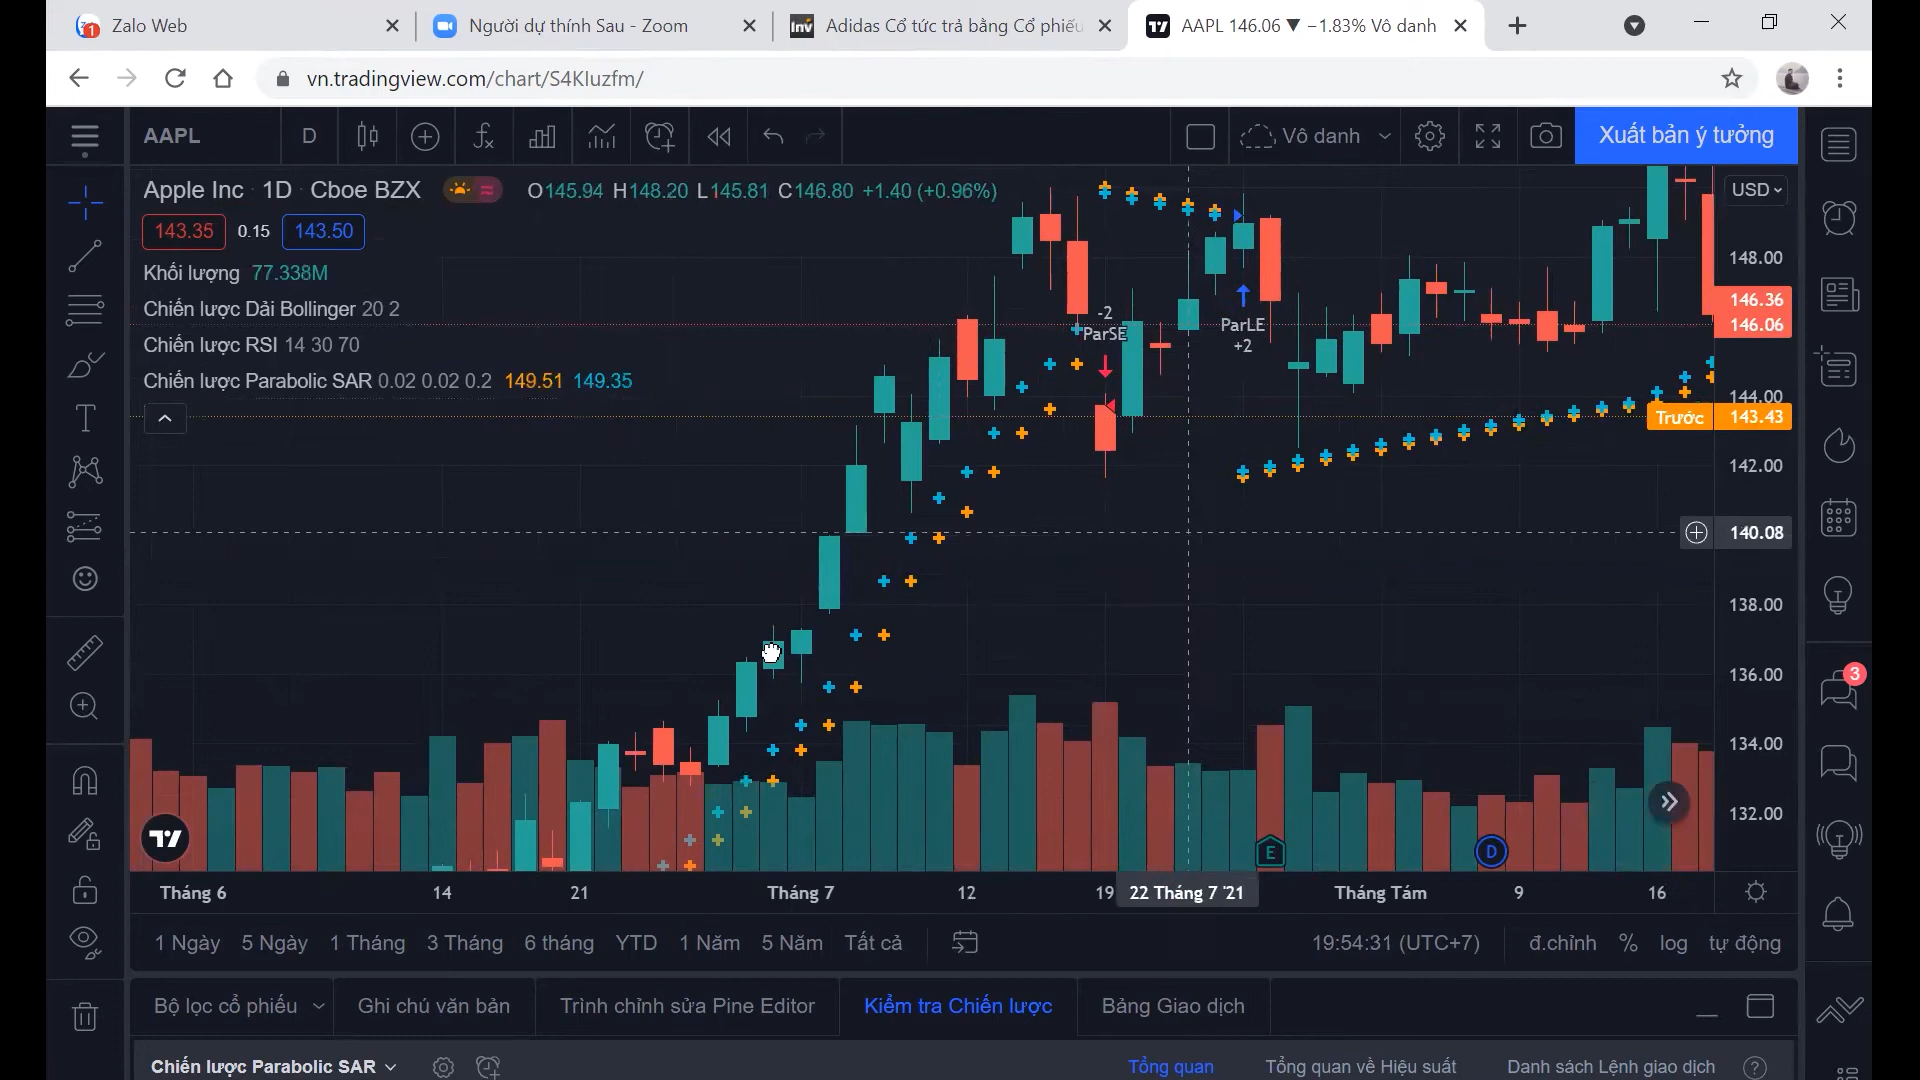 Zalo Web
Người dự thính Sau - Zoom
Adidas Cổ tức trả bằng Cổ phiếu
AAPL 146.06 ▼ −1.83% Vô danh
vn.tradingview.com/chart/S4KIuzfm/
AAPL
D
Vô danh
Xuất bản ý tưởng
Apple Inc · 1D · Cboe BZX
O145.94 H148.20 L145.81 C146.80 +1.40 (+0.96%)
USD
143.35 0.15 143.50
Khối lượng 77.338M
Chiến lược Dải Bollinger 20 2
Chiến lược RSI 14 30 70
Chiến lược Parabolic SAR 0.02 0.02 0.2 149.51 149.35
-2
ParSE
ParLE
+2
148.00
146.36
146.06
144.00
Trước 143.43
142.00
140.08
138.00
136.00
134.00
132.00
3
E
D
Tháng 6
14
21
Tháng 7
12
19
22 Tháng 7 '21
Tháng Tám
9
16
1 Ngày 5 Ngày 1 Tháng 3 Tháng 6 tháng YTD 1 Năm 5 Năm Tất cả
19:54:31 (UTC+7)
đ.chỉnh % log tự động
Bộ lọc cổ phiếu
Ghi chú văn bản
Trình chỉnh sửa Pine Editor
Kiểm tra Chiến lược
Bảng Giao dịch
Chiến lược Parabolic SAR
Tổng quan
Tổng quan về Hiệu suất
Danh sách Lệnh giao dịch